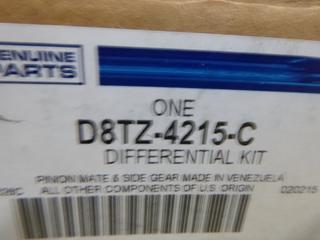 ENUINE
PARTS
ONE
D8TZ-4215-C
DIFFERENTIAL KIT
PINION MATE & SIDE GEAR MADE IN VENEZUELA
ALL OTHER COMPONENTS OF U.S. ORIGIN
020215